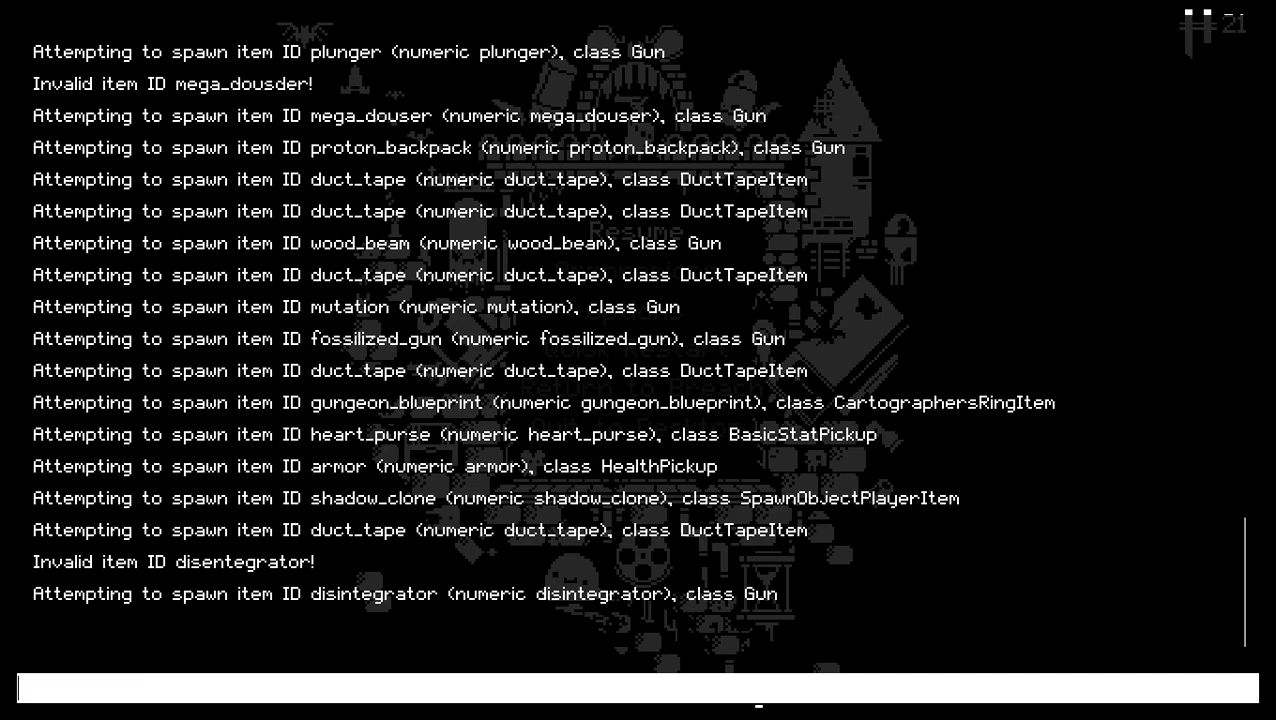 21
Attempting to spawn item ID plunger (numeric plunger), class Gun
Invalid item ID mega_dousder!
Attempting to spawn item ID mega_douser (numeric mega_douser), class Gun
Attempting to spawn item ID proton_backpack (numeric proton_backpack), class Gun
Attempting to spawn item ID duct_tape (numeric duct_tape), class DuctTapeItem
Attempting to spawn item ID duct_tape (numeric duct_tape), class DuctTapeItem
Resume
Attempting to spawn item ID wood_beam (numeric wood_beam), class Gun
Attempting to spawn item ID duct_tape (numeric duct_tape), class DuctTapeItem
Attempting to spawn item ID mutation (numeric mutation), class Gun
Attempting to spawn item ID fossilized_gun (numeric fossilized_gun), class Gun
Quick Restart
Attempting to spawn item ID duct_tape (numeric duct_tape), class DuctTapeItem
Return to Breach
Attempting to spawn item ID gungeon_blueprint (numeric gungeon_blueprint), class CartographersRingItem
Attempting to spawn item ID heart_purse (numeric heart_purse), class BasicStatPickup
Attempting to spawn item ID armor (numeric armor), class HealthPickup
Attempting to spawn item ID shadow_clone (numeric shadow_clone), class SpawnObjectPlayerItem
Attempting to spawn item ID duct_tape (numeric duct_tape), class DuctTapeItem
Invalid item ID disentegrator!
Attempting to spawn item ID disintegrator (numeric disintegrator), class Gun